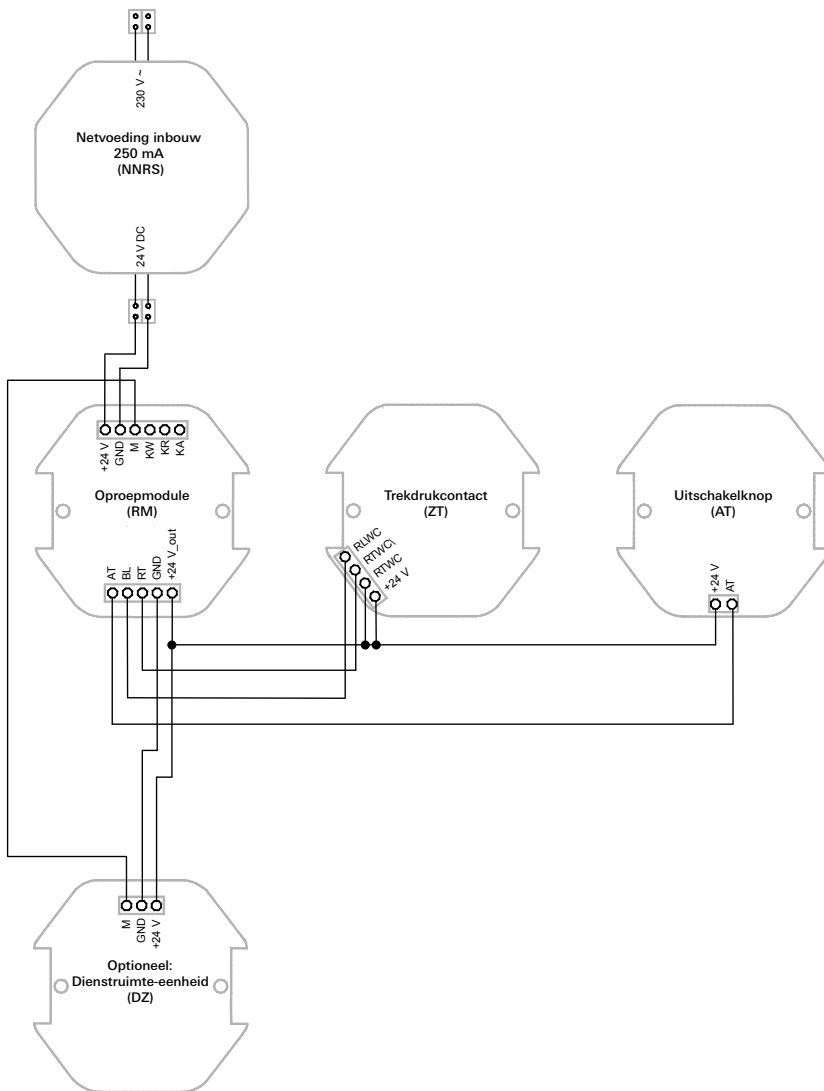 230 V ~
Netvoeding inbouw
250 mA
(NNRS)
24 V DC
+24 V
GND
M
KW
KR
KA
Oproepmodule
(RM)
AT
BL
RT
GND
+24 V_out
Trekdrukcontact
(ZT)
RLWC
RTWC\
RTWC
+24 V
Uitschakelknop
(AT)
+24 V
AT
M
GND
+24 V
Optioneel:
Dienstruimte-eenheid
(DZ)